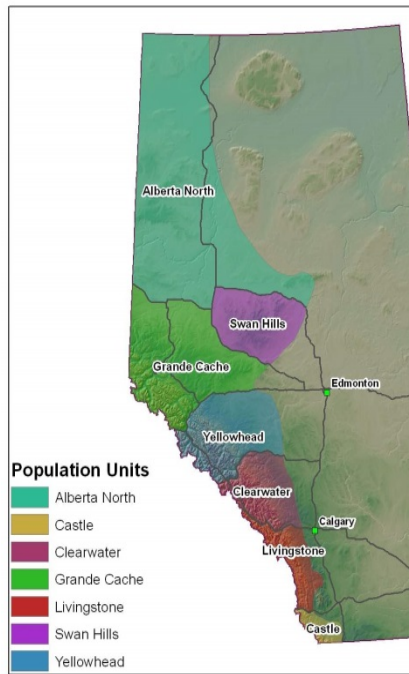 Alberta North
Swan Hills
Grande Cache
Edmonton
Yellowhead
Clearwater
Calgary
Livingstone
Castle
Population Units
Alberta North
Castle
Clearwater
Grande Cache
Livingstone
Swan Hills
Yellowhead